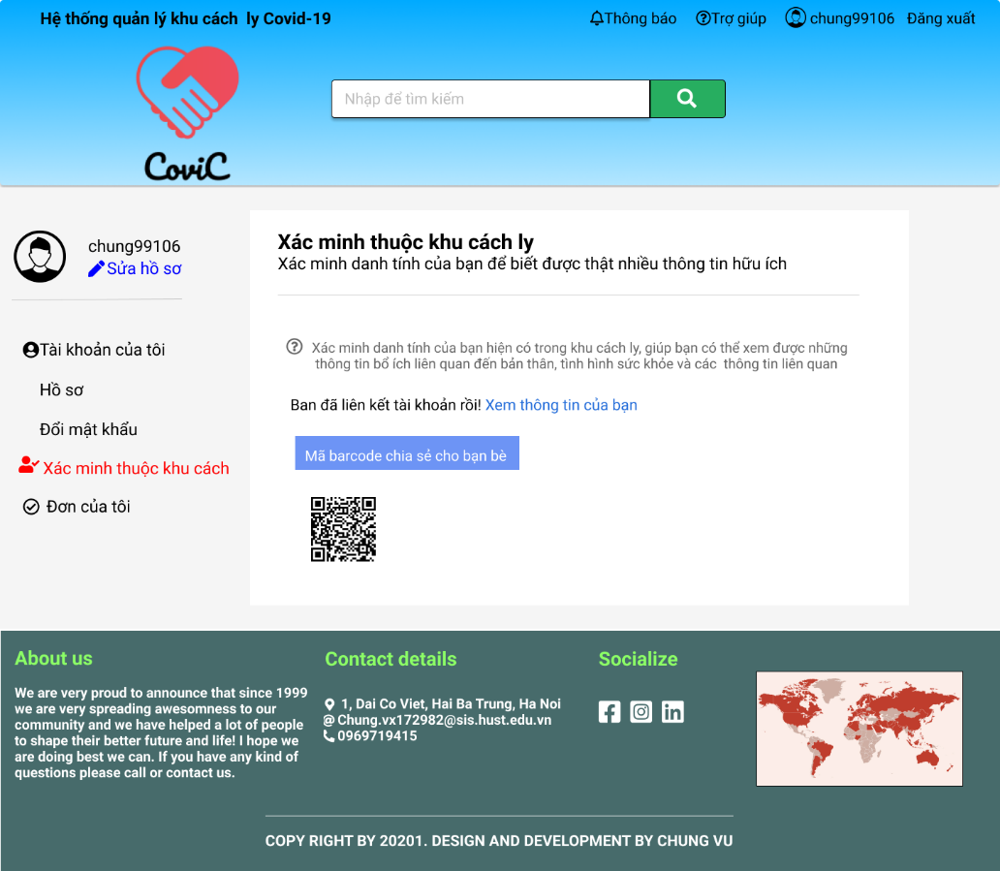 Hệ thống quản lý khu cách ly Covid-19
Thông báo Trợ giúp chung99106 Đăng xuất
Nhập để tìm kiếm
CoviC
chung99106
Sửa hồ sơ
Tài khoản của tôi
Hồ sơ
Đổi mật khẩu
Xác minh thuộc khu cách
Đơn của tôi
Xác minh thuộc khu cách ly
Xác minh danh tính của bạn để biết được thật nhiều thông tin hữu ích
Xác minh danh tính của bạn hiện có trong khu cách ly, giúp bạn có thể xem được những
thông tin bổ ích liên quan đến bản thân, tình hình sức khỏe và các thông tin liên quan
Ban đã liên kết tài khoản rồi! Xem thông tin của bạn
Mã barcode chia sẻ cho bạn bè
About us
We are very proud to announce that since 1999
we are very spreading awesomness to our
community and we have helped a lot of people
to shape their better future and life! I hope we
are doing best we can. If you have any kind of
questions please call or contact us.
Contact details
1, Dai Co Viet, Hai Ba Trung, Ha Noi
Chung.vx172982@sis.hust.edu.vn
0969719415
Socialize
COPY RIGHT BY 20201. DESIGN AND DEVELOPMENT BY CHUNG VU